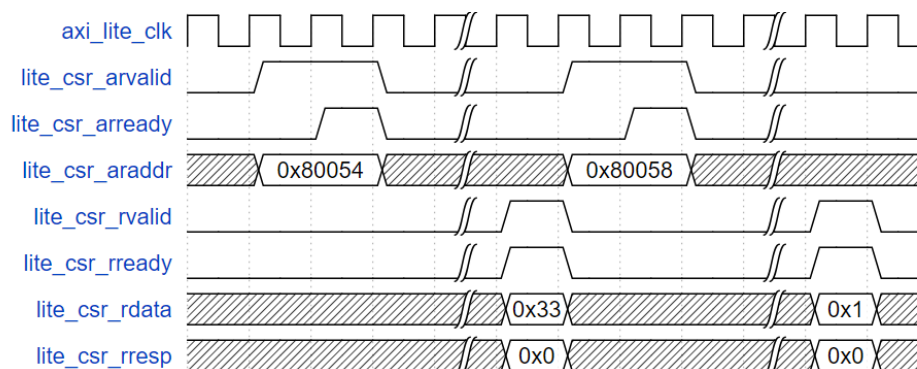 axi_lite_clk
lite_csr_arvalid
lite_csr_arready
lite_csr_araddr 0x80054 0x80058
lite_csr_rvalid
lite_csr_rready
lite_csr_rdata 0x33 0x1
lite_csr_rresp 0x0 0x0